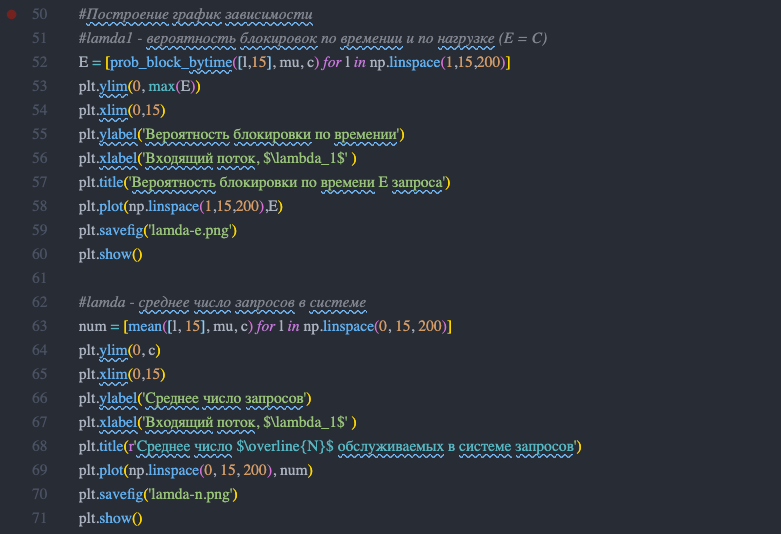 50 #Построение график зависимости
51 #lamda1 - вероятность блокировок по времении и по нагрузке (E = C)
52 E = [prob_block_bytime([l,15], mu, c) for l in np.linspace(1,15,200)]
53 plt.ylim(0, max(E))
54 plt.xlim(0,15)
55 plt.ylabel('Вероятность блокировки по времении')
56 plt.xlabel('Входящий поток, $\lambda_1$' )
57 plt.title('Вероятность блокировки по времени E запроса')
58 plt.plot(np.linspace(1,15,200),E)
59 plt.savefig('lamda-e.png')
60 plt.show()
61
62 #lamda - среднее число запросов в системе
63 num = [mean([l, 15], mu, c) for l in np.linspace(0, 15, 200)]
64 plt.ylim(0, c)
65 plt.xlim(0,15)
66 plt.ylabel('Среднее число запросов')
67 plt.xlabel('Входящий поток, $\lambda_1$' )
68 plt.title(r'Среднее число $\overline{N}$ обслуживаемых в системе запросов')
69 plt.plot(np.linspace(0, 15, 200), num)
70 plt.savefig('lamda-n.png')
71 plt.show()